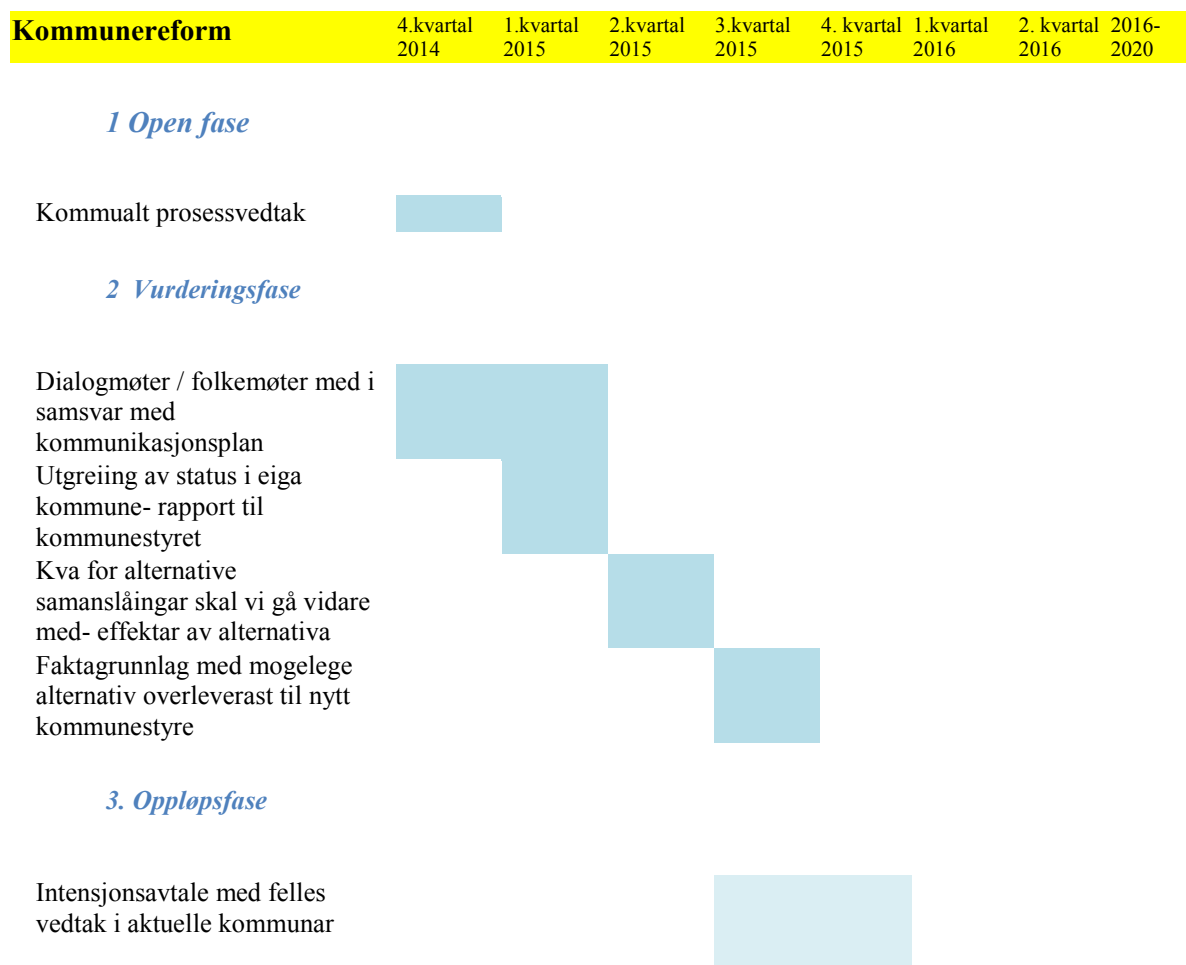 Kommunereform 4.kvartal 1.kvartal 2.kvartal 3.kvartal 4. kvartal 1.kvartal 2. kvartal 2016-
2014 2015 2015 2015 2015 2016 2016 2020
1 Open fase
Kommualt prosessvedtak
2 Vurderingsfase
Dialogmøter / folkemøter med i
samsvar med
kommunikasjonsplan
Utgreiing av status i eiga
kommune- rapport til
kommunestyret
Kva for alternative
samanslåingar skal vi gå vidare
med- effektar av alternativa
Faktagrunnlag med mogelege
alternativ overleverast til nytt
kommunestyre
3. Oppløpsfase
Intensjonsavtale med felles
vedtak i aktuelle kommunar